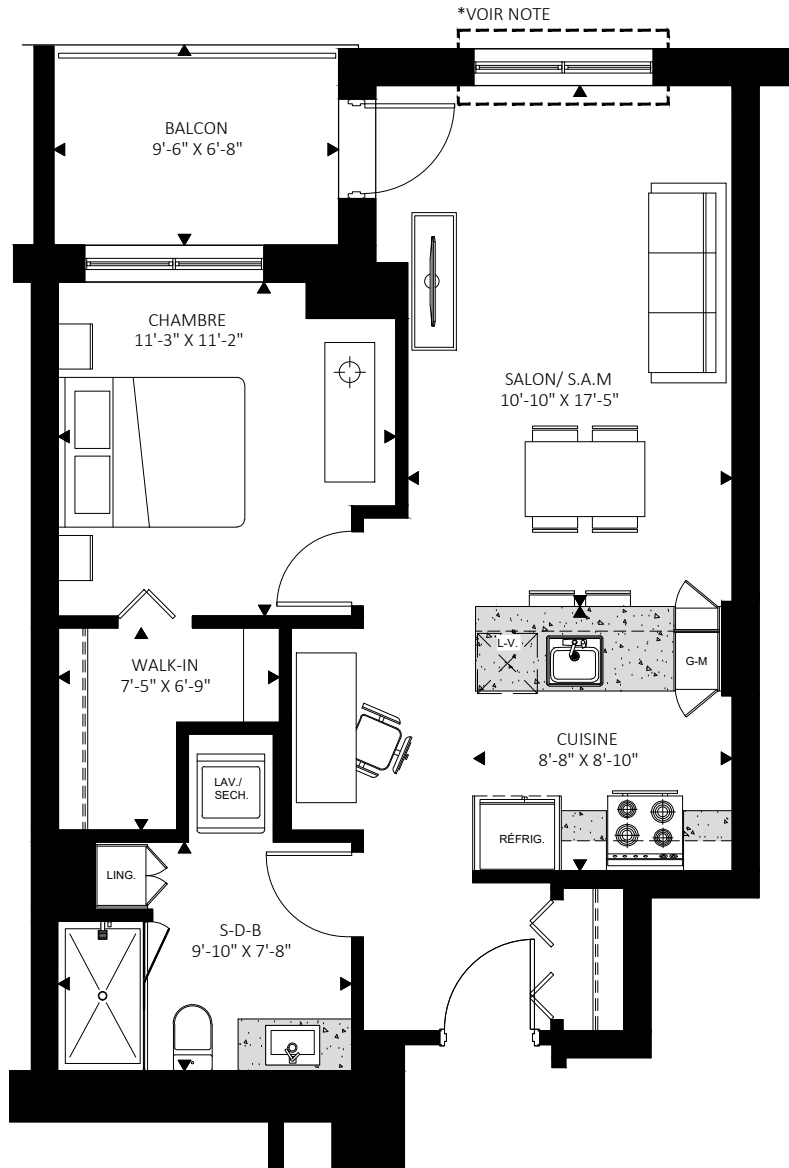 *VOIR NOTE
BALCON
9'-6" X 6'-8"
CHAMBRE
11'-3" X 11'-2"
SALON/ S.A.M
10'-10" X 17'-5"
L-V.
G-M
WALK-IN
7'-5" X 6'-9"
CUISINE
8'-8" X 8'-10"
LAV./
SECH.
RÉFRIG.
LING.
S-D-B
9'-10" X 7'-8"